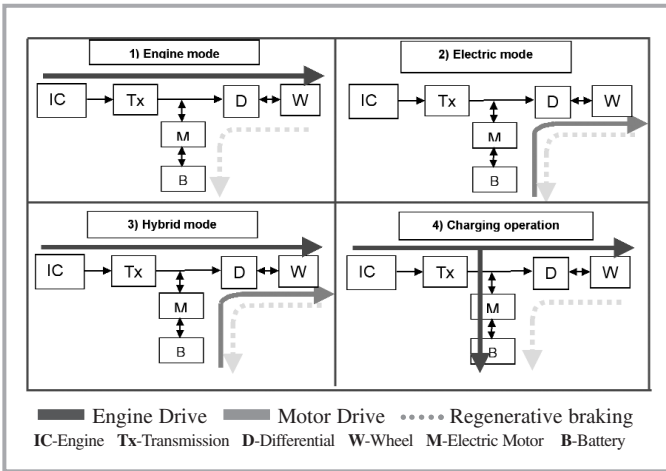 1) Engine mode
IC Tx D W
M
B
2) Electric mode
IC Tx D W
M
B
3) Hybrid mode
IC Tx D W
M
B
4) Charging operation
IC Tx D W
M
B
Engine Drive Motor Drive Regenerative braking
IC-Engine Tx-Transmission D-Differential W-Wheel M-Electric Motor B-Battery